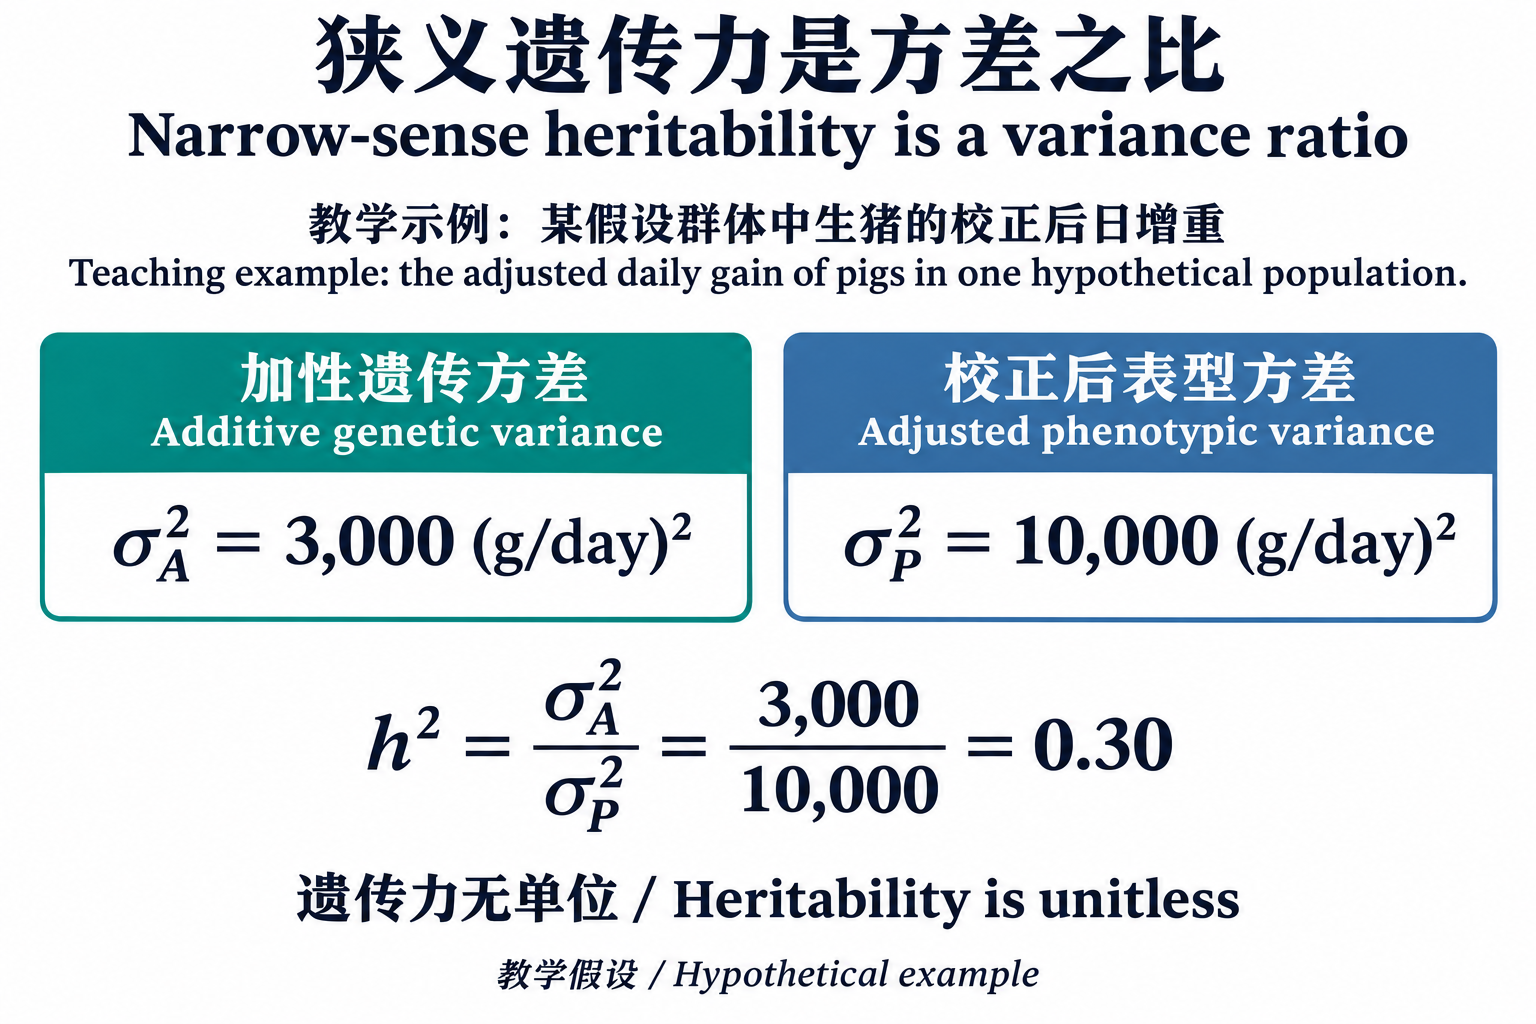 狭义遗传力是方差之比
Narrow-sense heritability is a variance ratio
教学示例：某假设群体中生猪的校正后日增重
Teaching example: the adjusted daily gain of pigs in one hypothetical population.
加性遗传方差
Additive genetic variance
σ²_A = 3,000 (g/day)²
校正后表型方差
Adjusted phenotypic variance
σ²_P = 10,000 (g/day)²
h² = σ²_A / σ²_P = 3,000 / 10,000 = 0.30
遗传力无单位 / Heritability is unitless
教学假设 / Hypothetical example